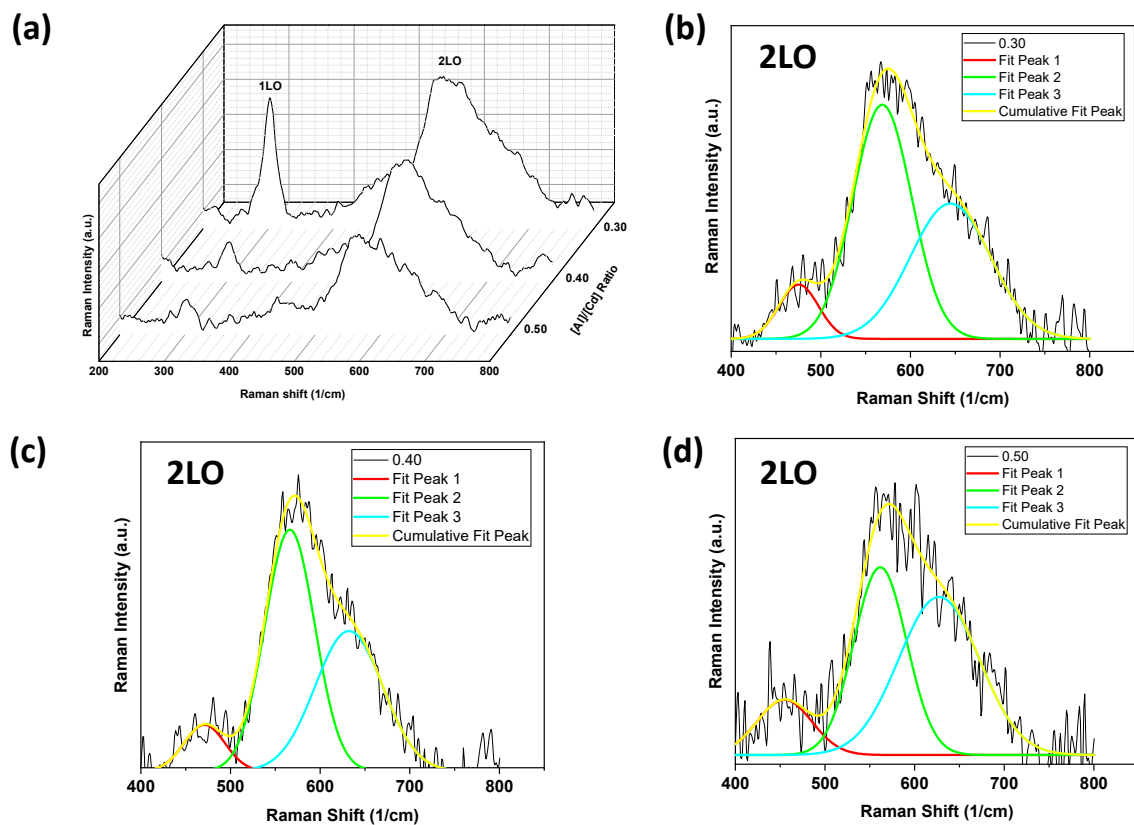 (a)
1LO
2LO
Raman Intensity (a.u.)
200 300 400 500 600 700 800
Raman shift (1/cm)
0.30
0.40
0.50
[Al]/[Cd] Ratio
(b)
2LO
0.30
Fit Peak 1
Fit Peak 2
Fit Peak 3
Cumulative Fit Peak
Raman Intensity (a.u.)
400 500 600 700 800
Raman Shift (1/cm)
(c)
2LO
0.40
Fit Peak 1
Fit Peak 2
Fit Peak 3
Cumulative Fit Peak
Raman Intensity (a.u.)
400 500 600 700 800
Raman Shift (1/cm)
(d)
2LO
0.50
Fit Peak 1
Fit Peak 2
Fit Peak 3
Cumulative Fit Peak
Raman Intensity (a.u.)
400 500 600 700 800
Raman Shift (1/cm)